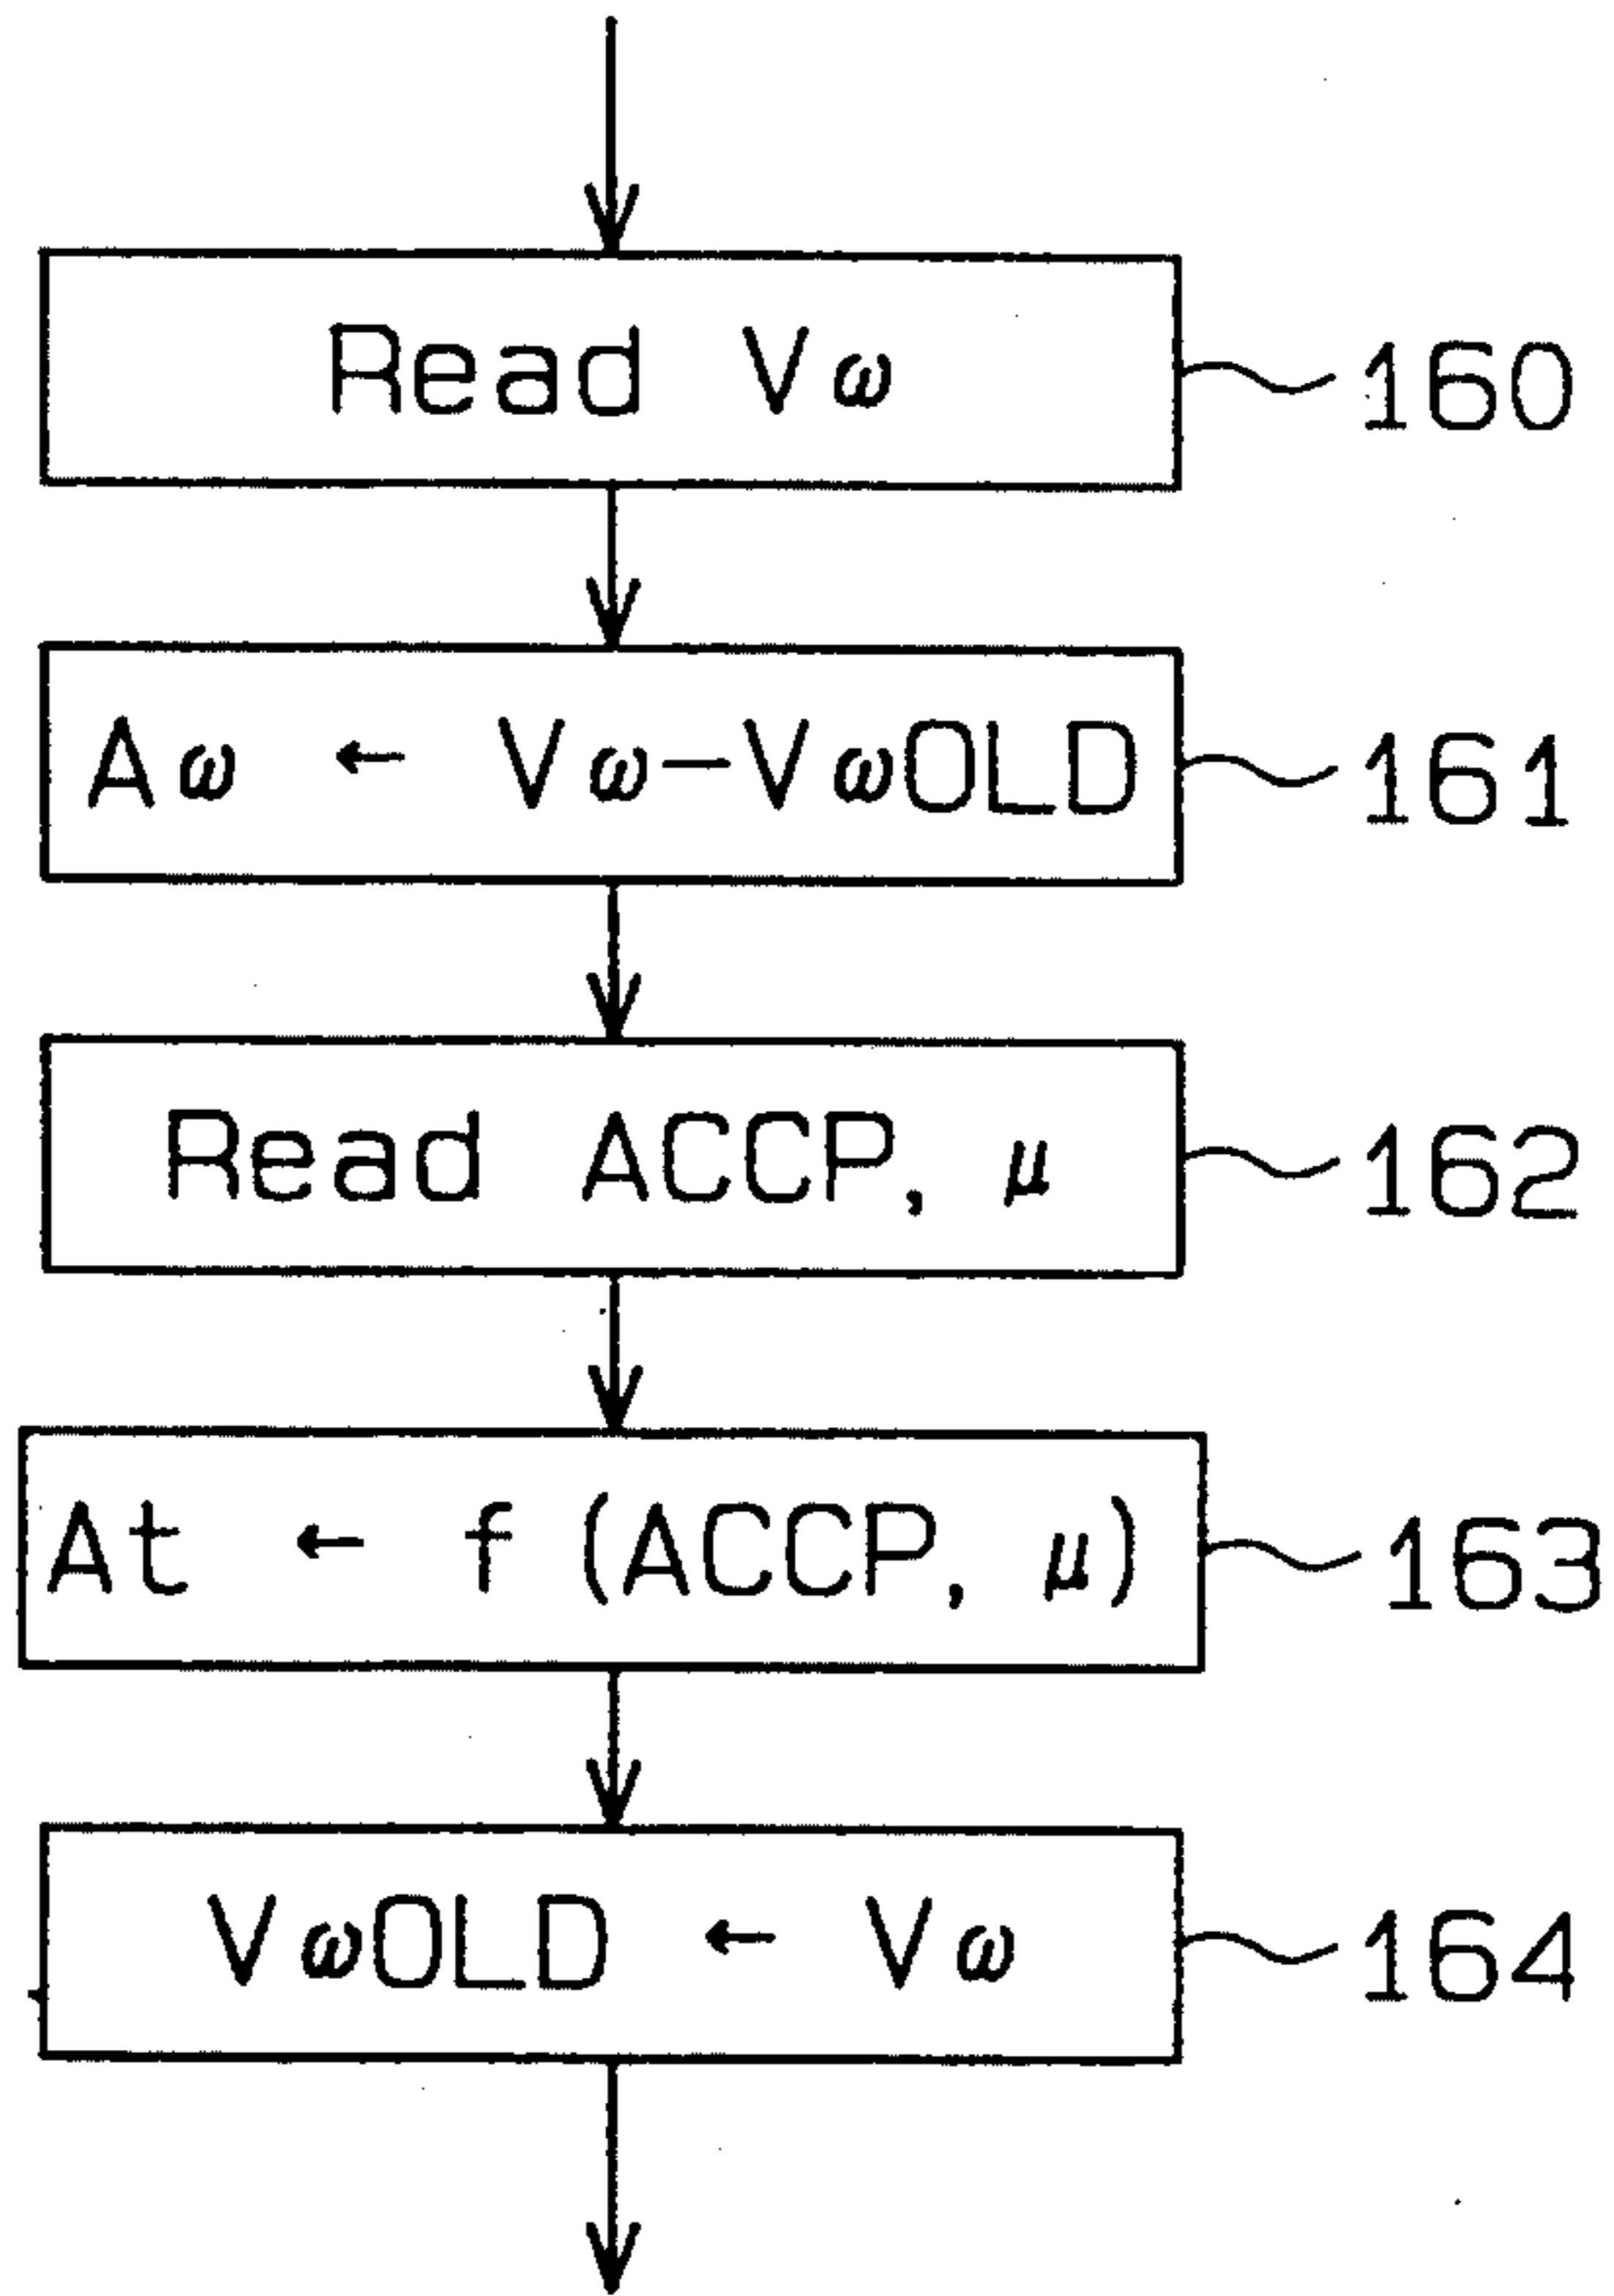 Read Vω
160
Aω ← Vω−VωOLD
161
Read ACCP, μ
162
At ← f (ACCP, μ)
163
VωOLD ← Vω
164